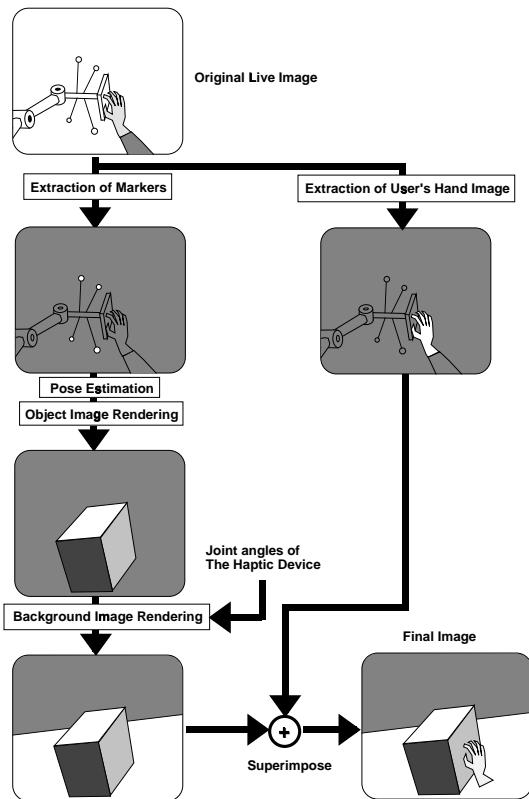 Original Live Image
Extraction of Markers
Extraction of User's Hand Image
Pose Estimation
Object Image Rendering
Joint angles of
The Haptic Device
Background Image Rendering
Final Image
+
Superimpose